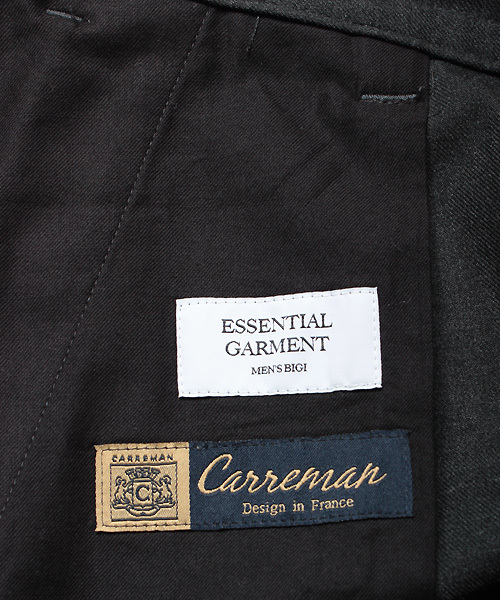 ESSENTIAL
GARMENT
MEN'S BIGI
CARREMAN
C
Carreman
Design in France